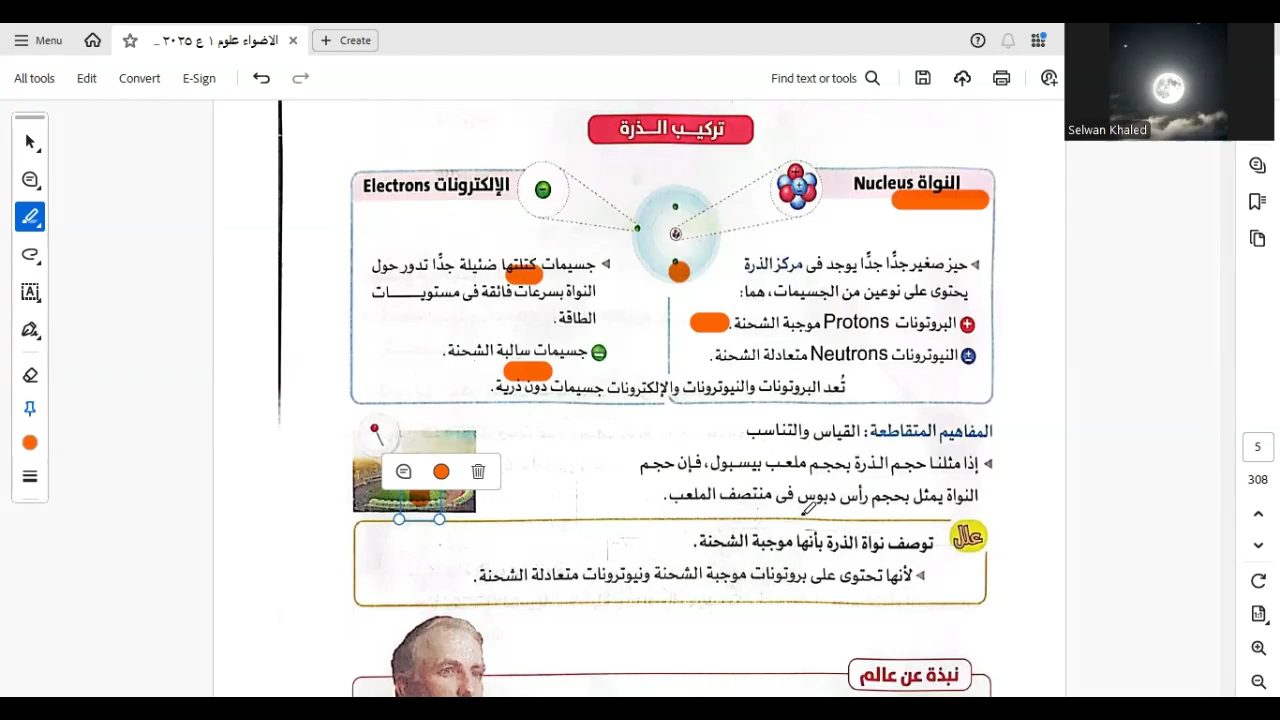 Menu
الاضواء علوم ١ ع ٢٠٢٥ ...
Create
All tools Edit Convert E-Sign
Find text or tools
Selwan Khaled
تركيب الذرة
النواة Nucleus
الإلكترونات Electrons
حيز صغير جدًّا جدًّا يوجد فى مركز الذرة
يحتوى على نوعين من الجسيمات، هما:
البروتونات Protons موجبة الشحنة.
النيوترونات Neutrons متعادلة الشحنة.
جسيمات كتلتها ضئيلة جدًّا تدور حول
النواة بسرعات فائقة فى مستويــات
الطاقة.
جسيمات سالبة الشحنة.
تُعد البروتونات والنيوترونات والإلكترونات جسيمات دون ذرية.
المفاهيم المتقاطعة: القياس والتناسب
إذا مثلنا حجم الذرة بحجم ملعب بيسبول، فإن حجم
النواة يمثل بحجم رأس دبوس فى منتصف الملعب.
علل
توصف نواة الذرة بأنها موجبة الشحنة.
لأنها تحتوى على بروتونات موجبة الشحنة ونيوترونات متعادلة الشحنة.
نبذة عن عالم
5
308